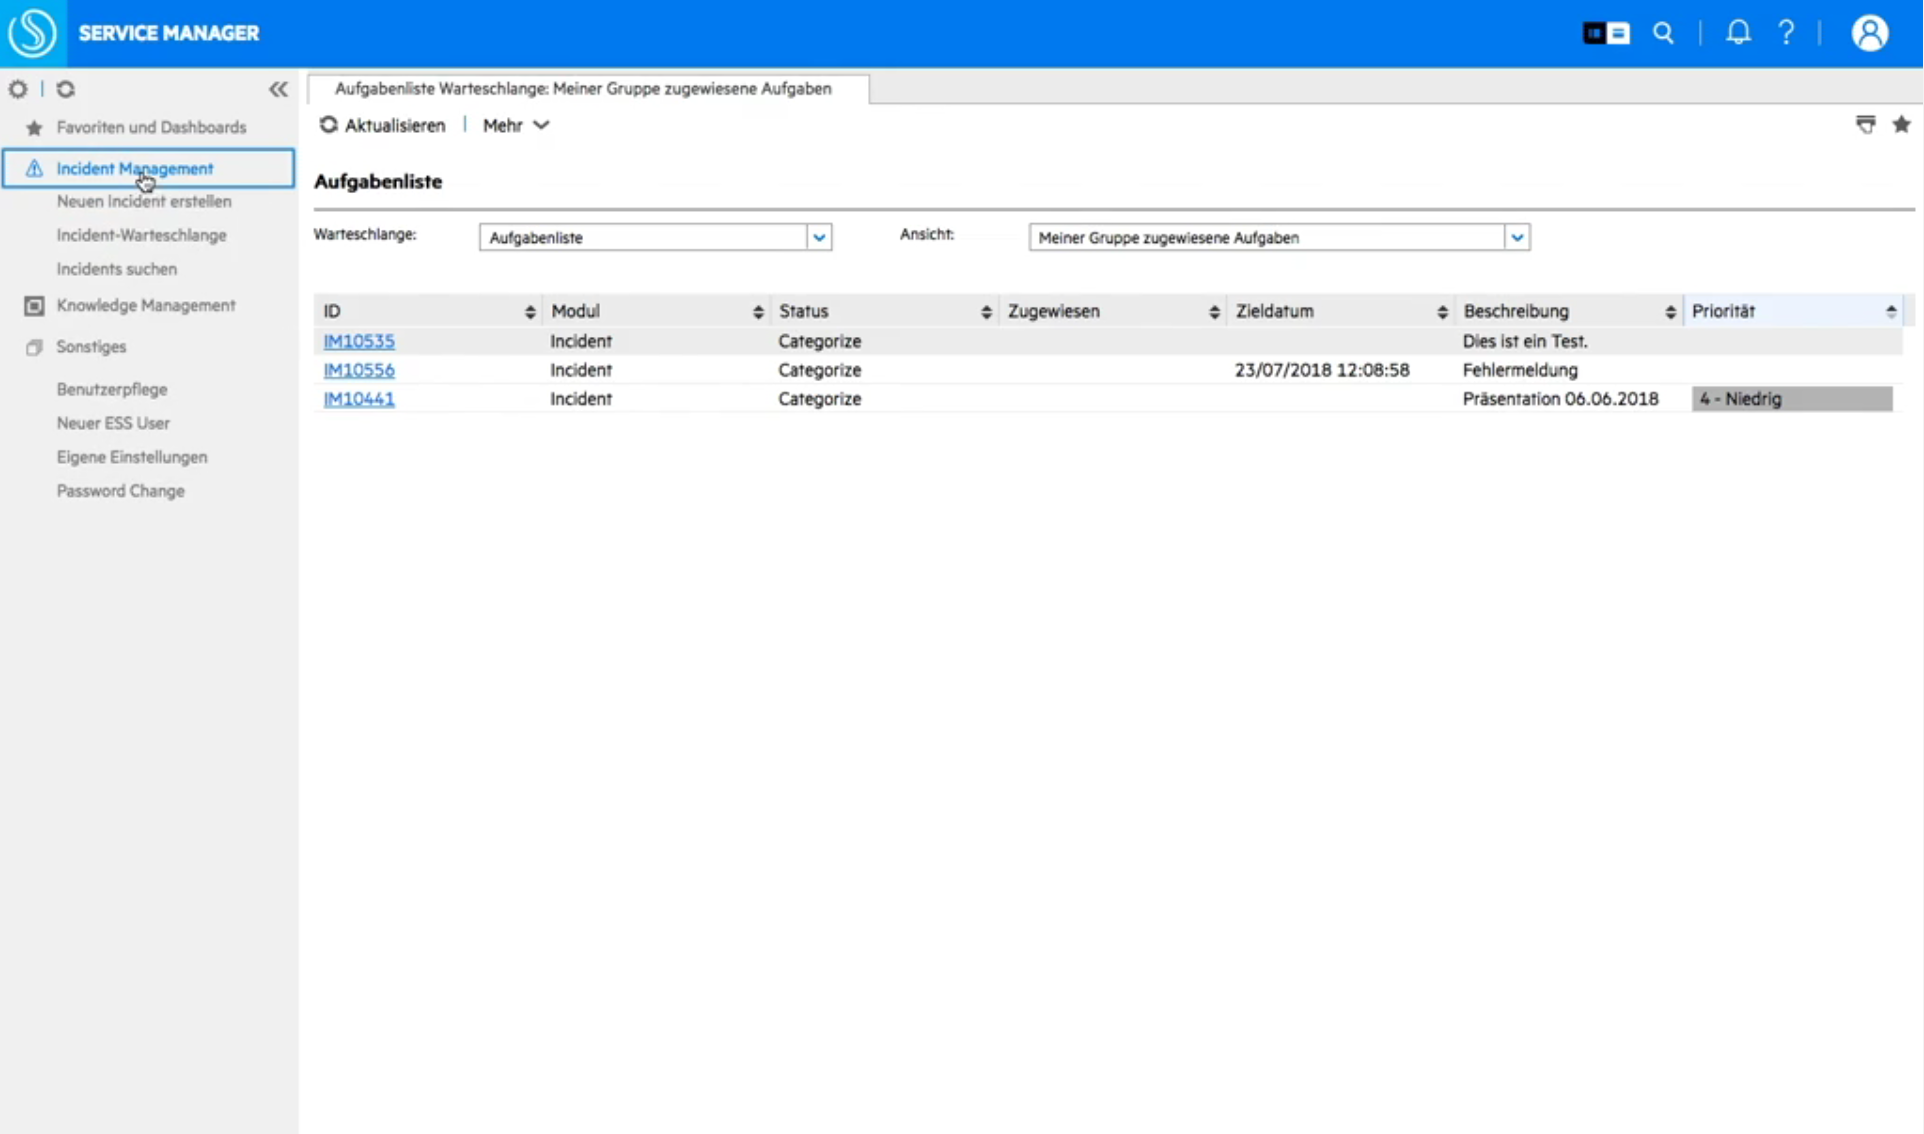 SERVICE MANAGER
Aufgabenliste Warteschlange: Meiner Gruppe zugewiesene Aufgaben
Favoriten und Dashboards
Incident Management
Neuen Incident erstellen
Incident-Warteschlange
Incidents suchen
Knowledge Management
Sonstiges
Benutzerpflege
Neuer ESS User
Eigene Einstellungen
Password Change
Aktualisieren Mehr
Aufgabenliste
Warteschlange: Aufgabenliste Ansicht: Meiner Gruppe zugewiesene Aufgaben
ID Modul Status Zugewiesen Zieldatum Beschreibung Priorität
IM10535 Incident Categorize Dies ist ein Test.
IM10556 Incident Categorize 23/07/2018 12:08:58 Fehlermeldung
IM10441 Incident Categorize Präsentation 06.06.2018 4 - Niedrig